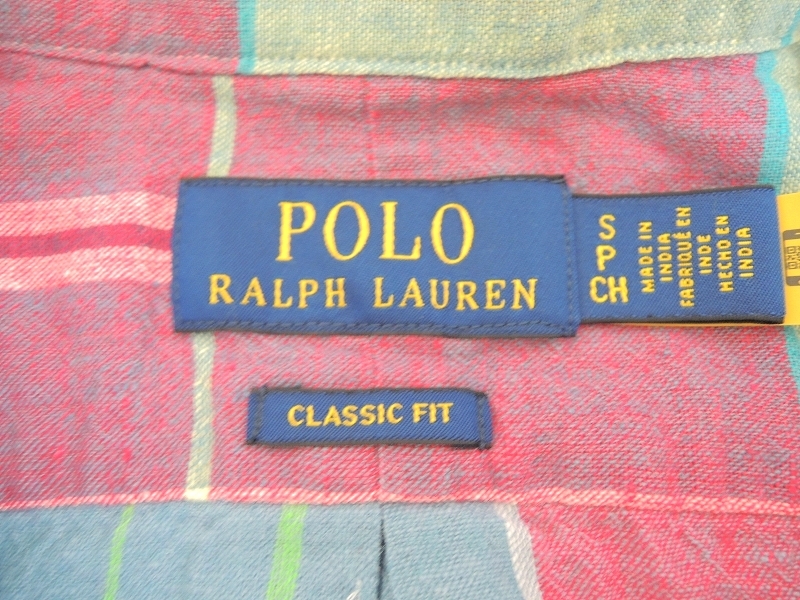 POLO
RALPH LAUREN
S
P
CH
MADE IN
INDIA
FABRIQUÉ EN
INDE
HECHO EN
INDIA
CLASSIC FIT